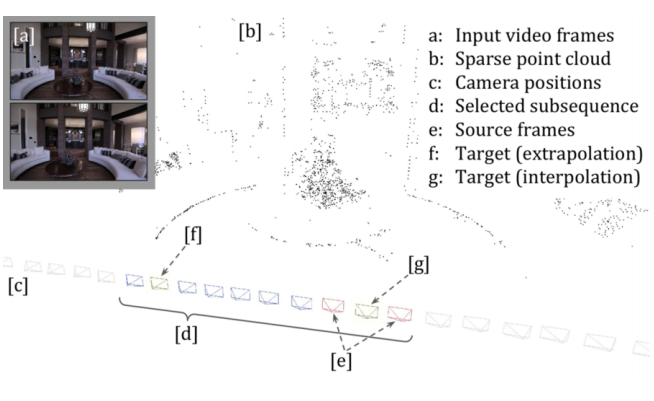 [a]
[b]
a: Input video frames
b: Sparse point cloud
c: Camera positions
d: Selected subsequence
e: Source frames
f: Target (extrapolation)
g: Target (interpolation)
[f]
[g]
[c]
[d]
[e]